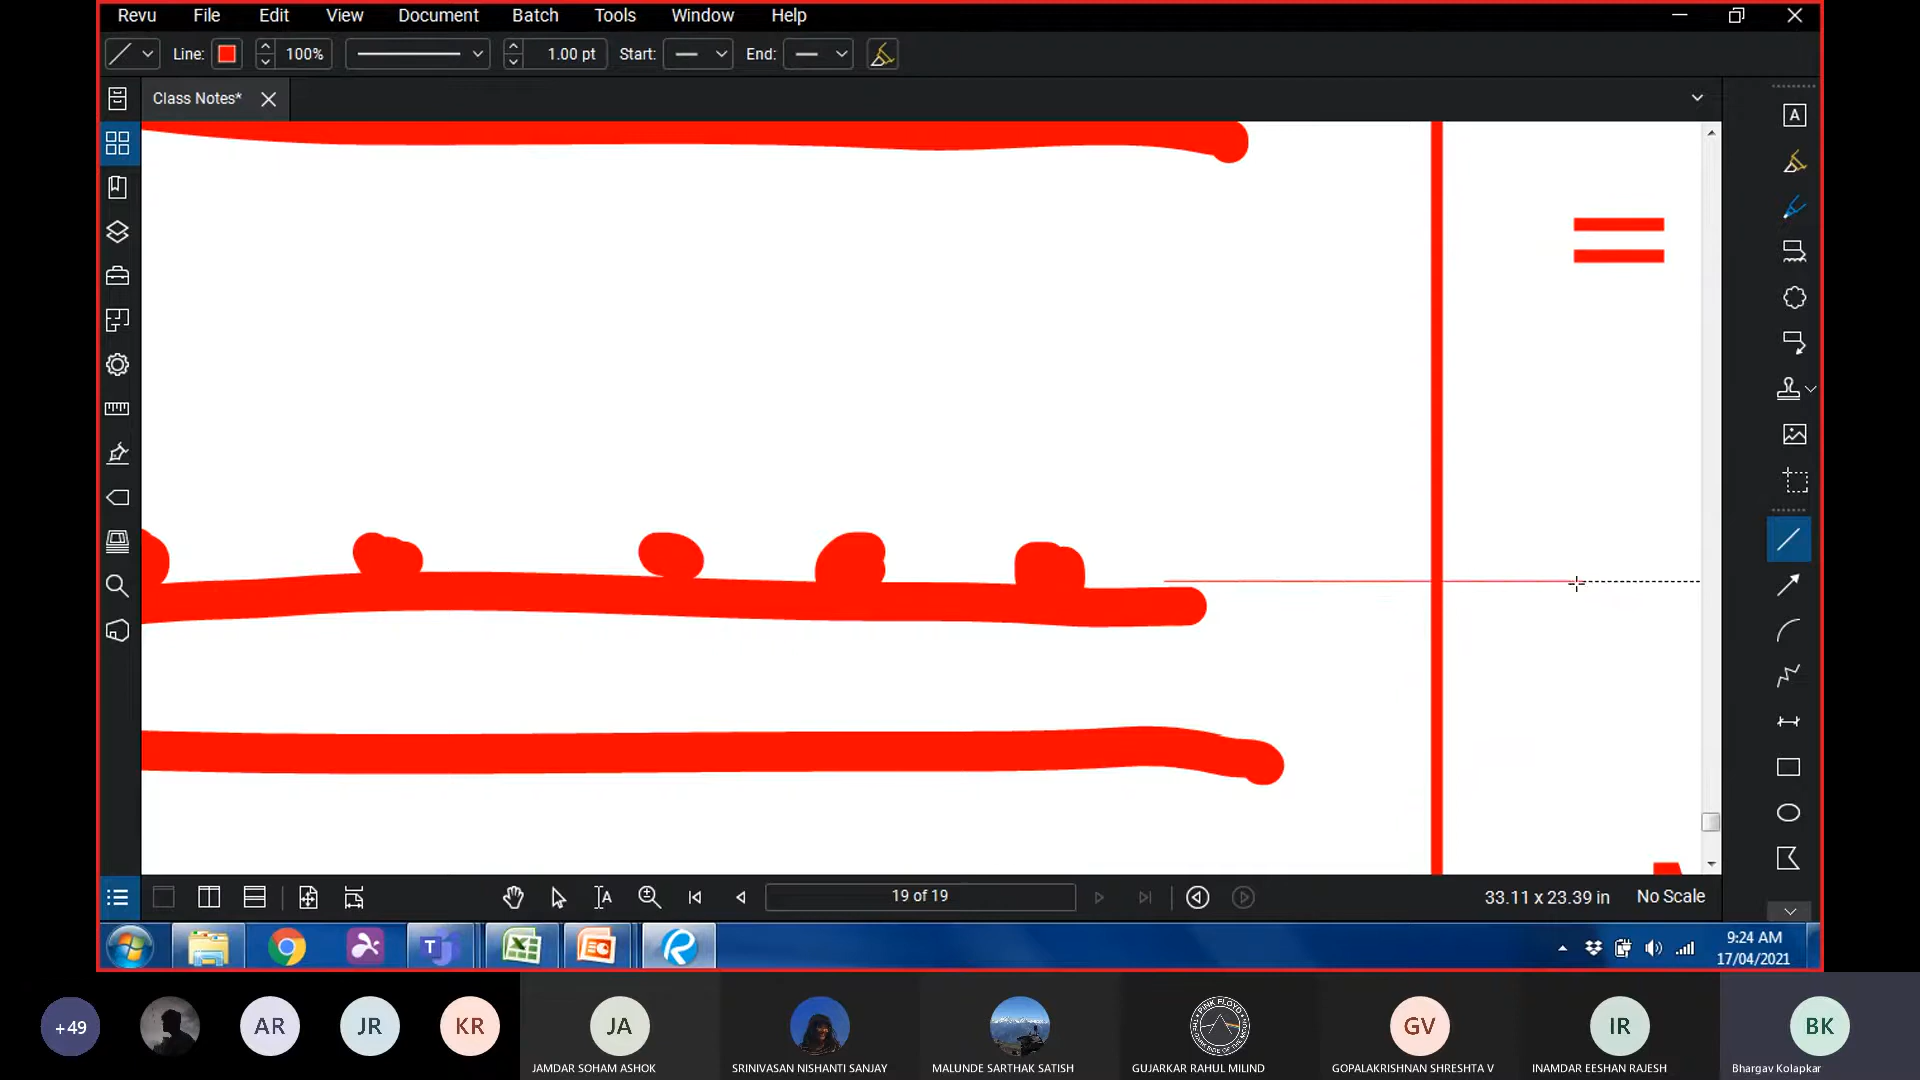 Revu File Edit View Document Batch Tools Window Help
Line: 100% 1.00 pt Start: End:
Class Notes*
=
19 of 19
33.11 x 23.39 in No Scale
9:24 AM
17/04/2021
+49 AR JR KR JA GV IR BK
PINK FLOYD
JAMDAR SOHAM ASHOK SRINIVASAN NISHANTI SANJAY MALUNDE SARTHAK SATISH GUJARKAR RAHUL MILIND GOPALAKRISHNAN SHRESHTA V INAMDAR EESHAN RAJESH Bhargav Kolapkar